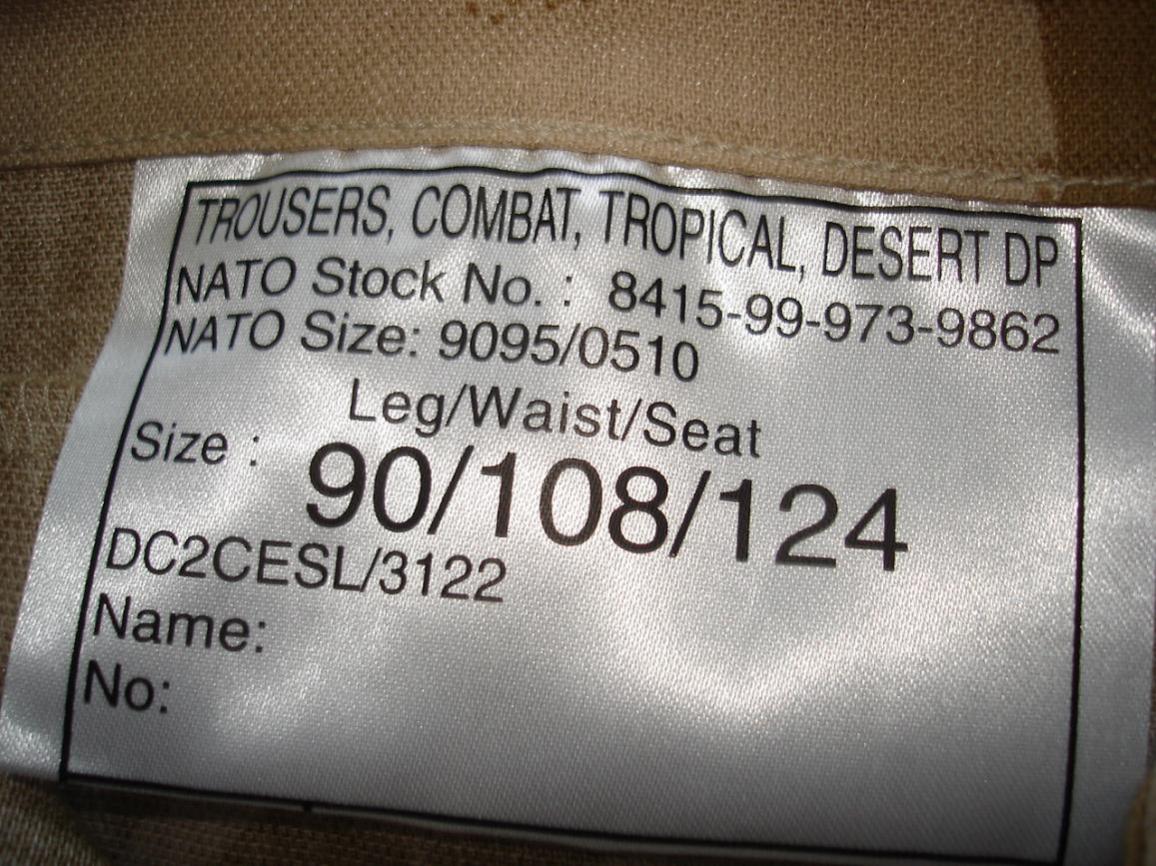 TROUSERS, COMBAT, TROPICAL, DESERT DP
NATO Stock No. : 8415-99-973-9862
NATO Size: 9095/0510
Leg/Waist/Seat
Size : 90/108/124
DC2CESL/3122
Name:
No: